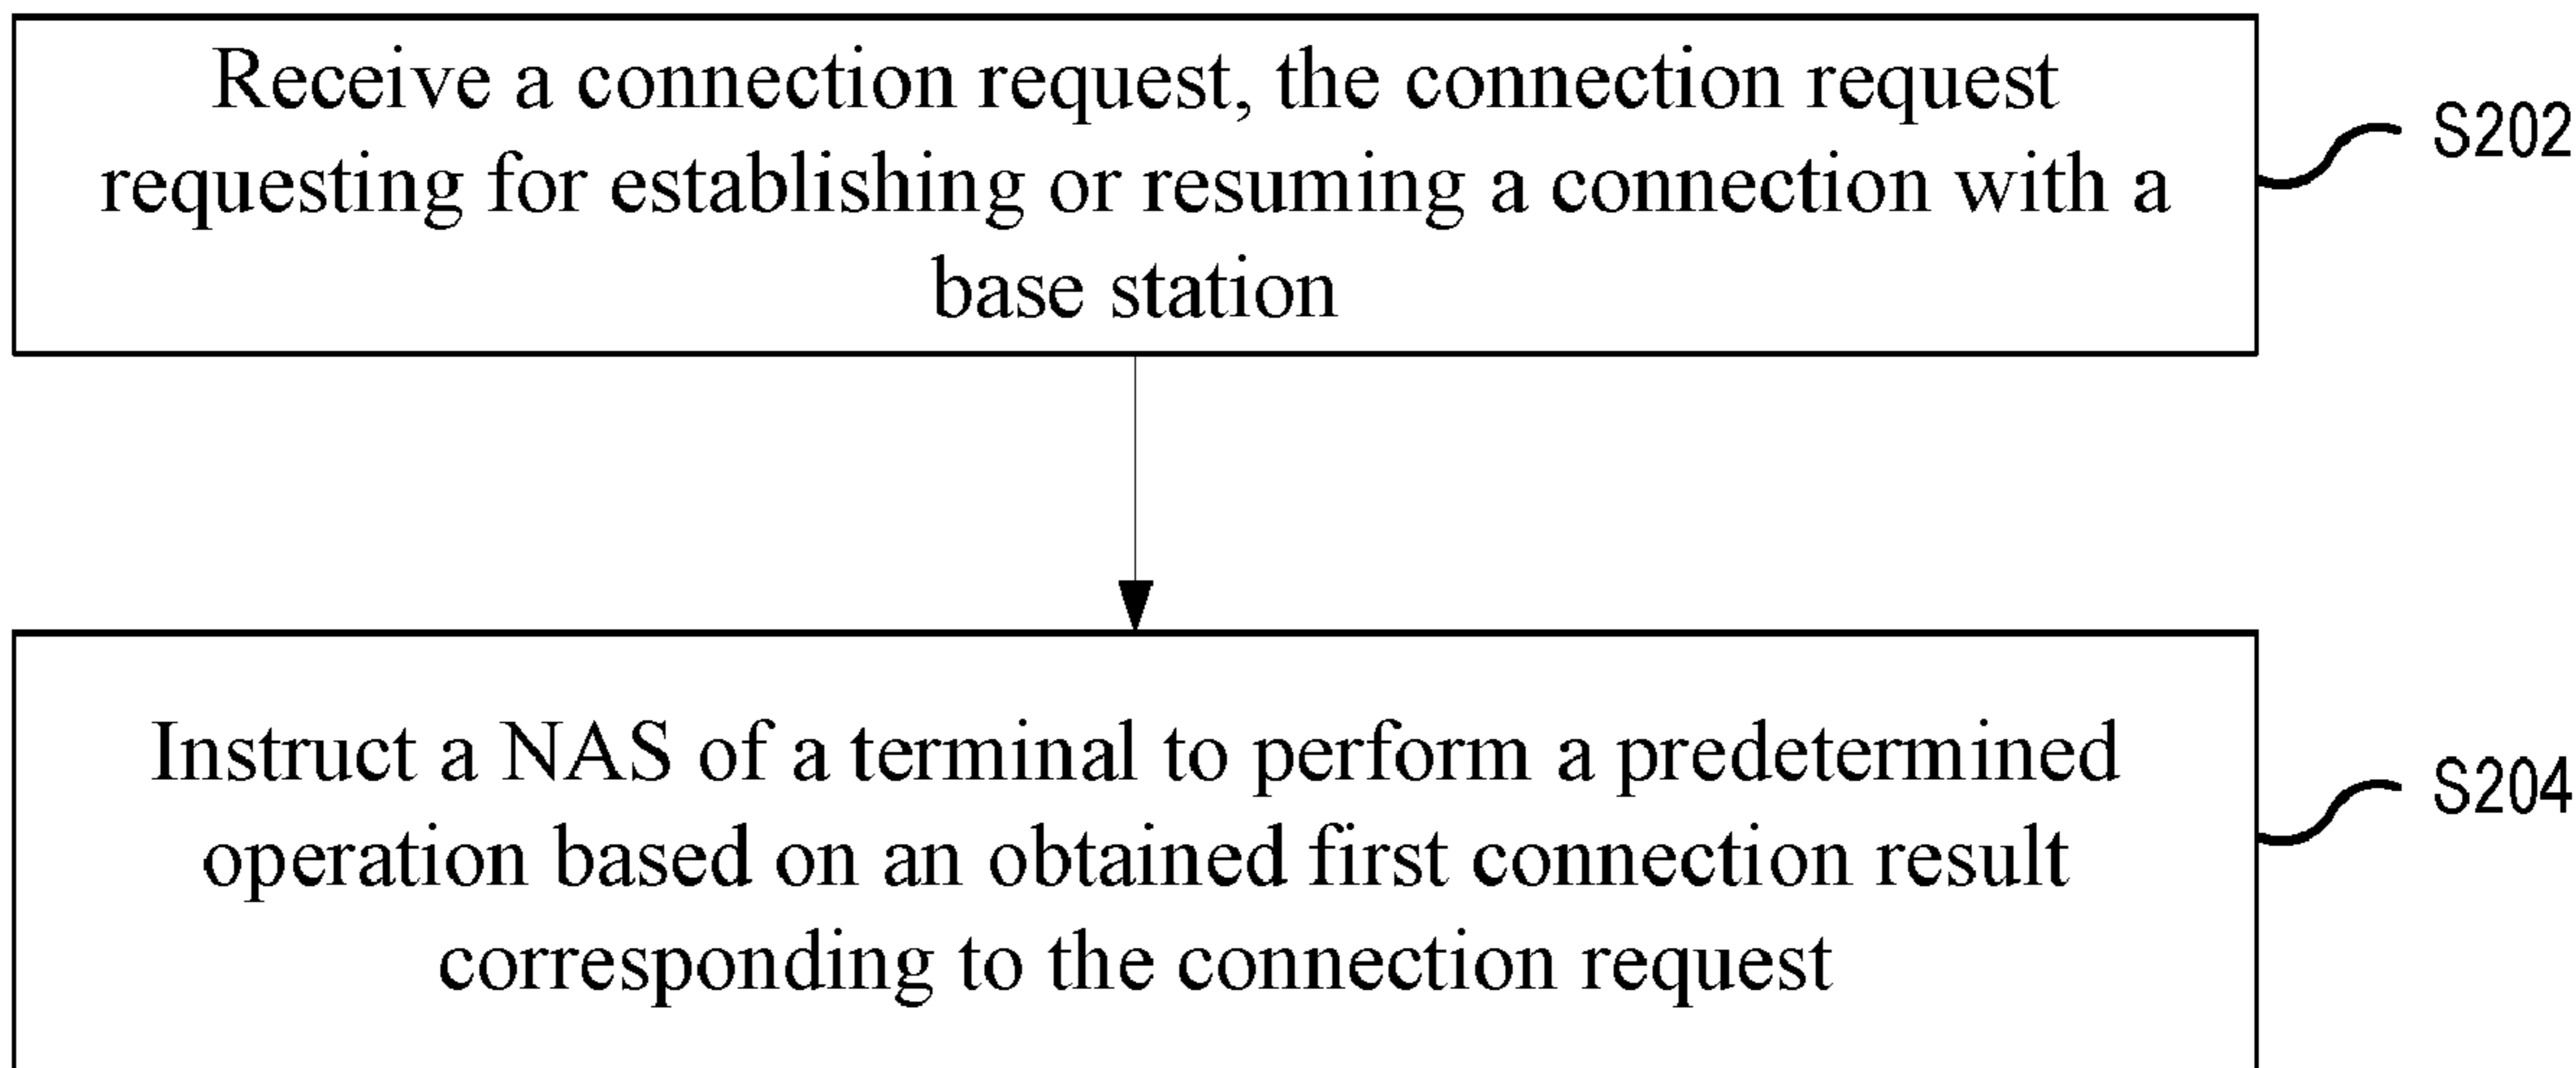 Receive a connection request, the connection request
requesting for establishing or resuming a connection with a
base station
S202
Instruct a NAS of a terminal to perform a predetermined
operation based on an obtained first connection result
corresponding to the connection request
S204